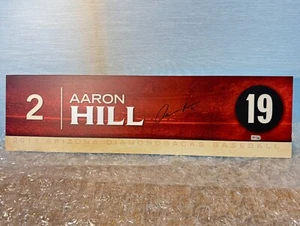 2
AARON
HILL
19
ARIZONA DIAMONDBACKS BASEBALL